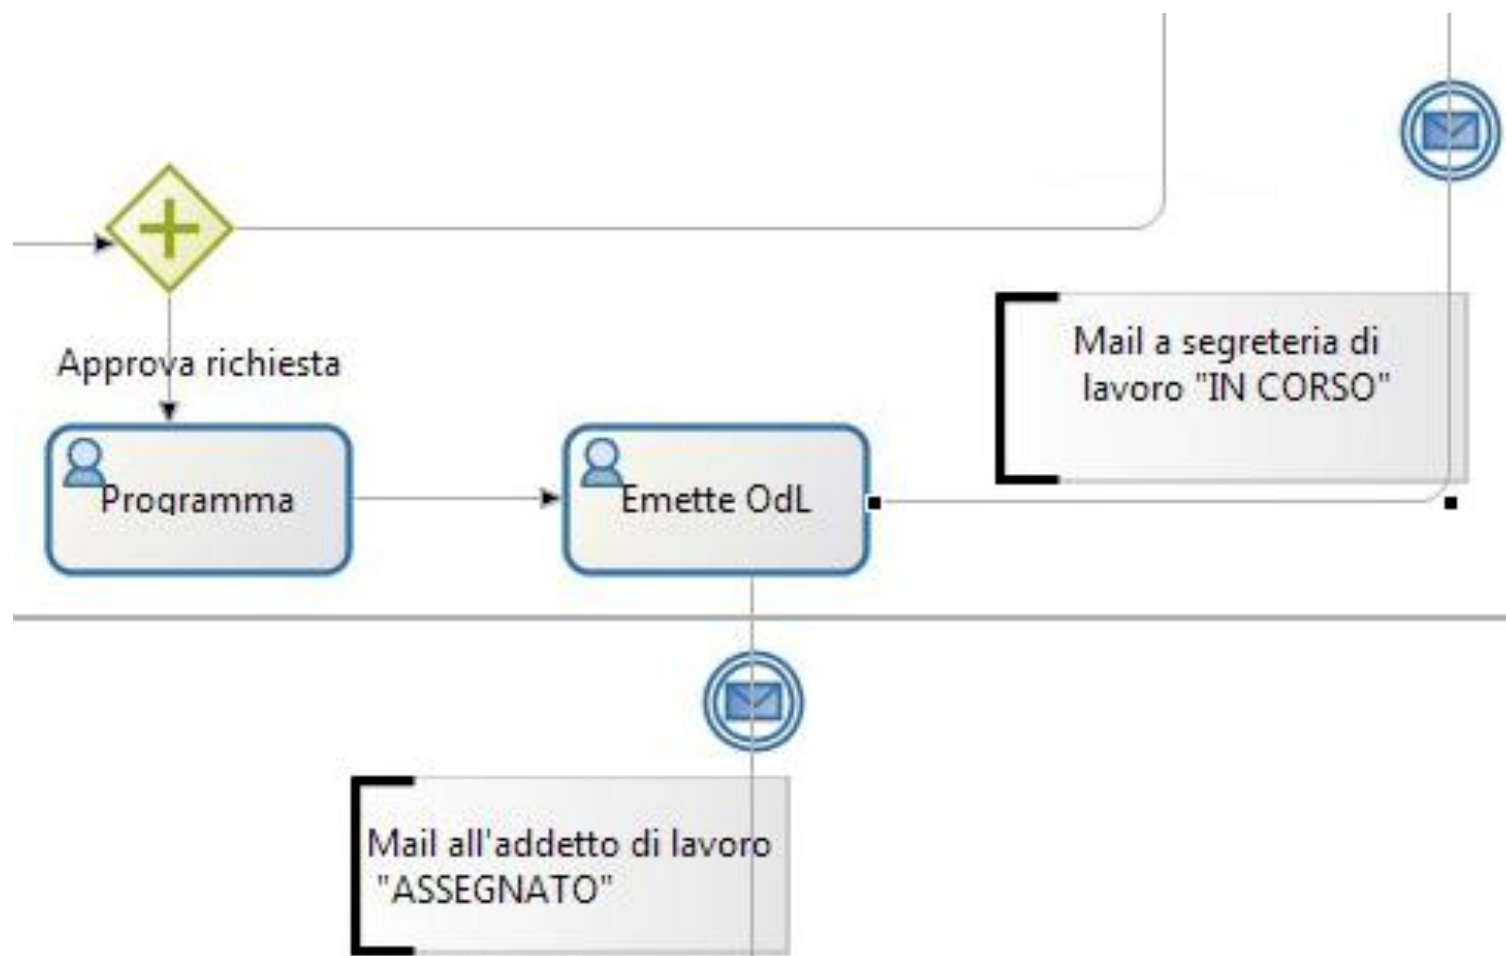 Approva richiesta
Mail a segreteria di
lavoro "IN CORSO"
Programma
Emette OdL
Mail all'addetto di lavoro
"ASSEGNATO"